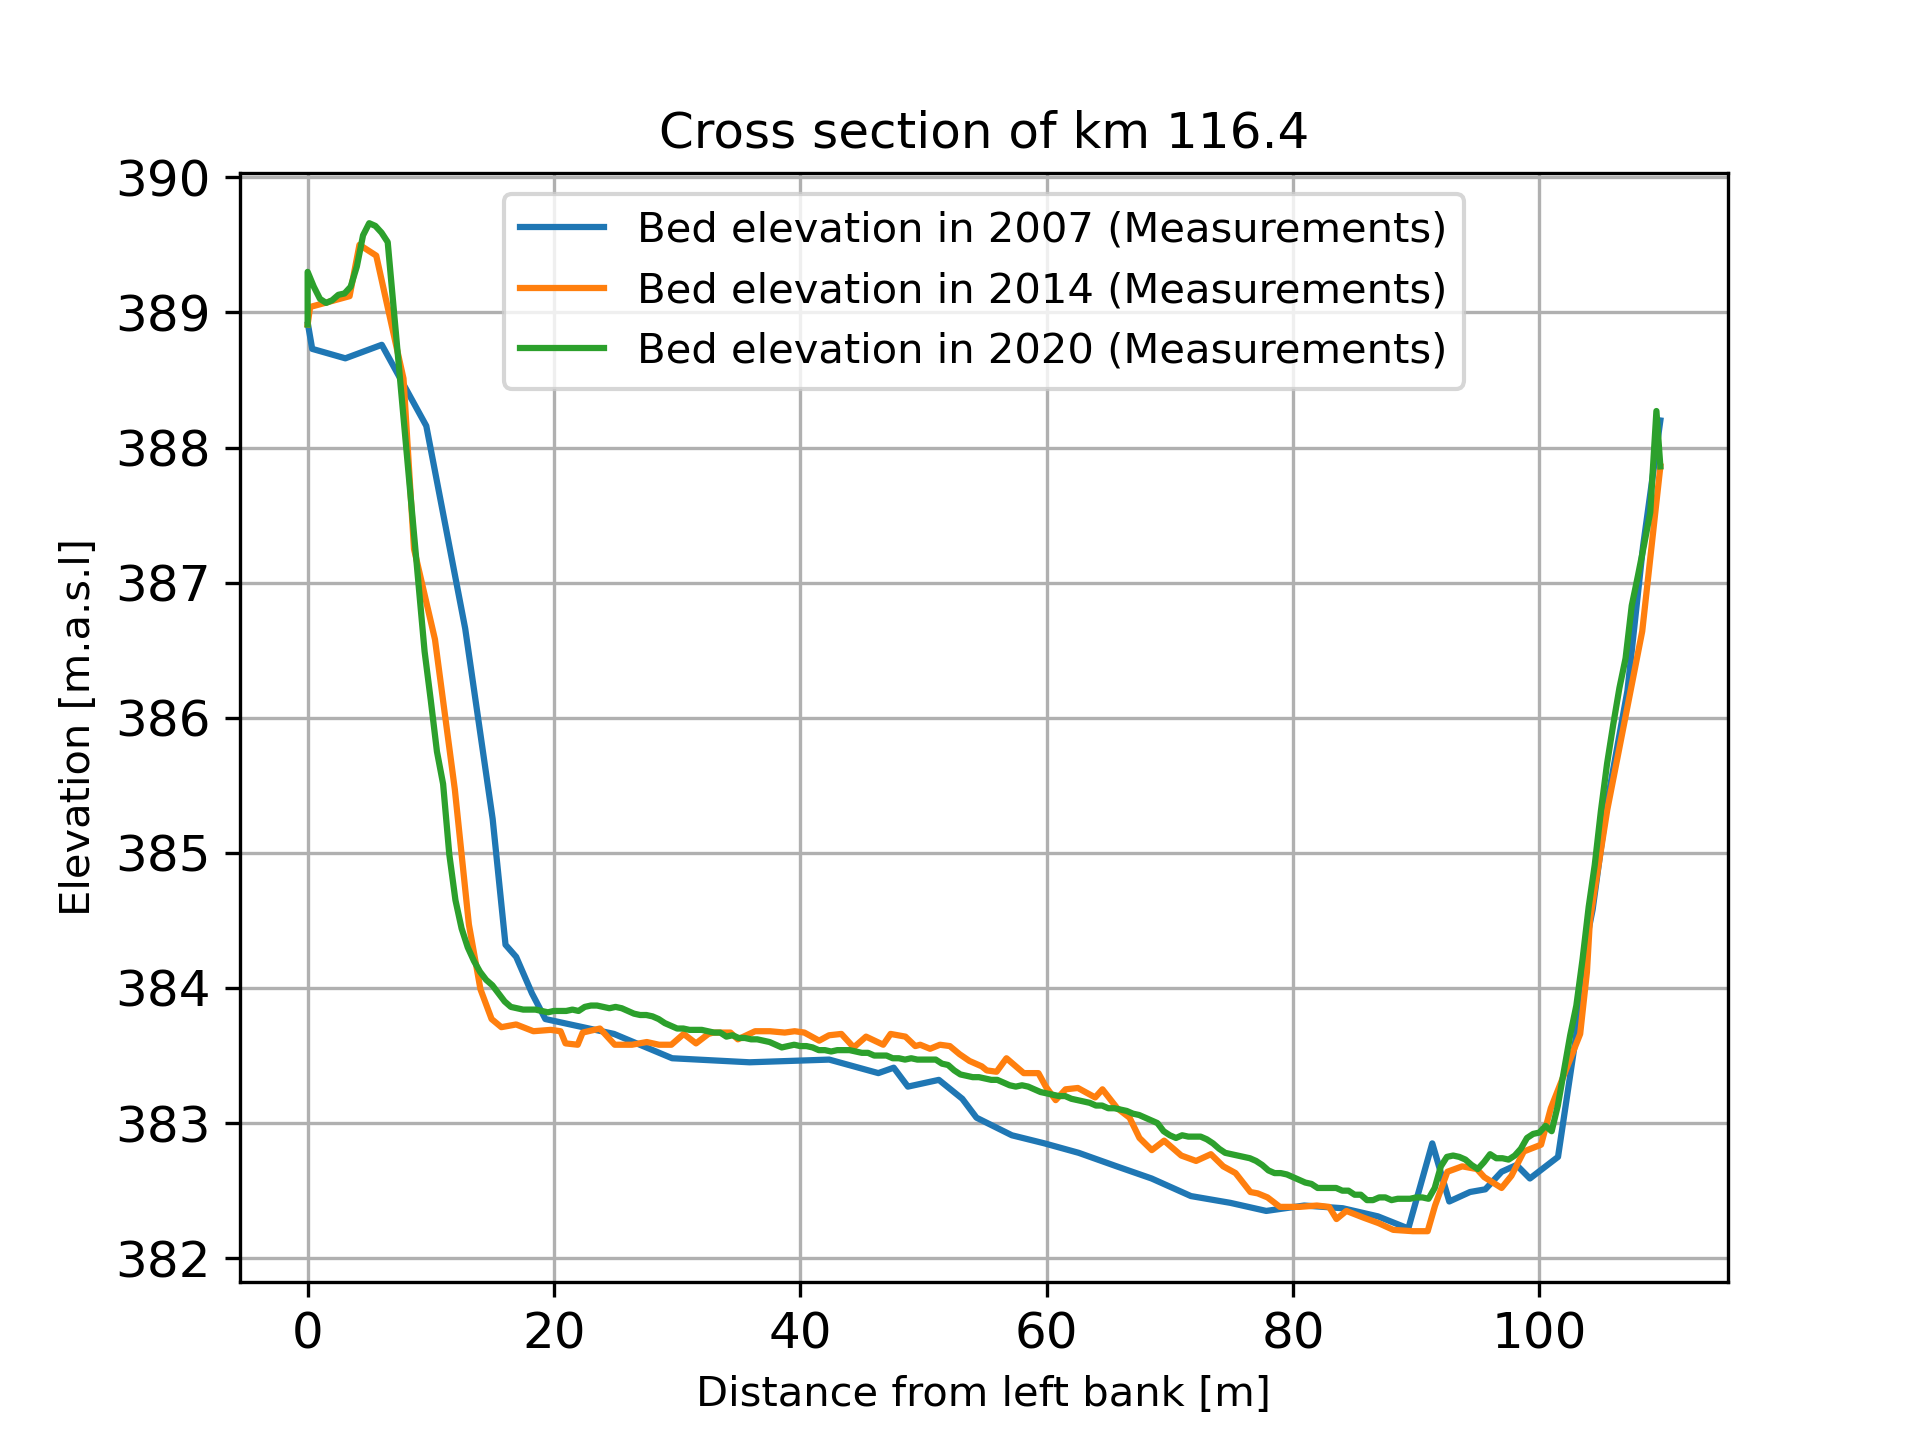 Cross section of km 116.4
Bed elevation in 2007 (Measurements)
Bed elevation in 2014 (Measurements)
Bed elevation in 2020 (Measurements)
Elevation [m.a.s.l]
390
389
388
387
386
385
384
383
382
0 20 40 60 80 100
Distance from left bank [m]